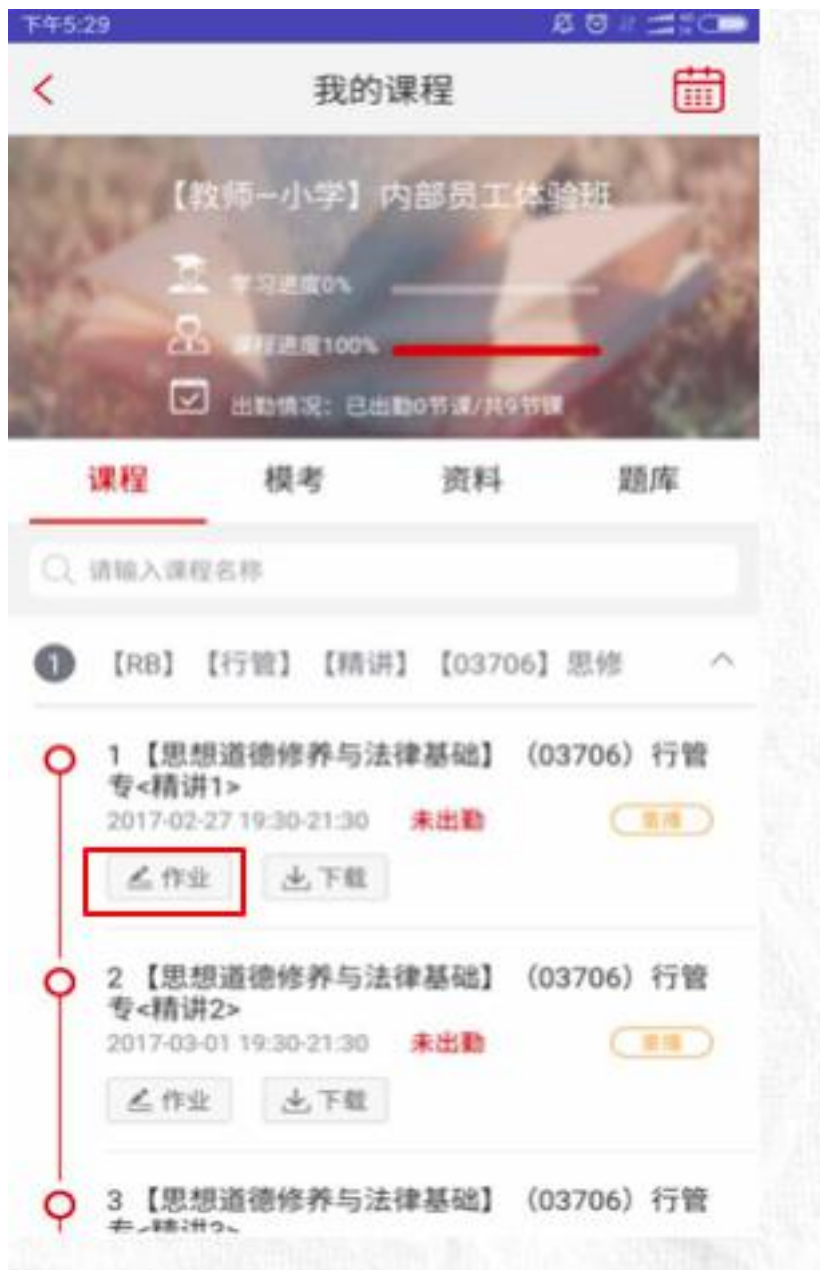 下午5:29
我的课程
【教师-小学】内部员工体验班
学习进度0%
课程进度100%
出勤情况：已出勤0节课/共9节课
课程 模考 资料 题库
请输入课程名称
1 【RB】【行管】【精讲】【03706】思修
1 【思想道德修养与法律基础】（03706）行管
专<精讲1>
2017-02-27 19:30-21:30 未出勤 重播
作业 下载
2 【思想道德修养与法律基础】（03706）行管
专<精讲2>
2017-03-01 19:30-21:30 未出勤 重播
作业 下载
3 【思想道德修养与法律基础】（03706）行管